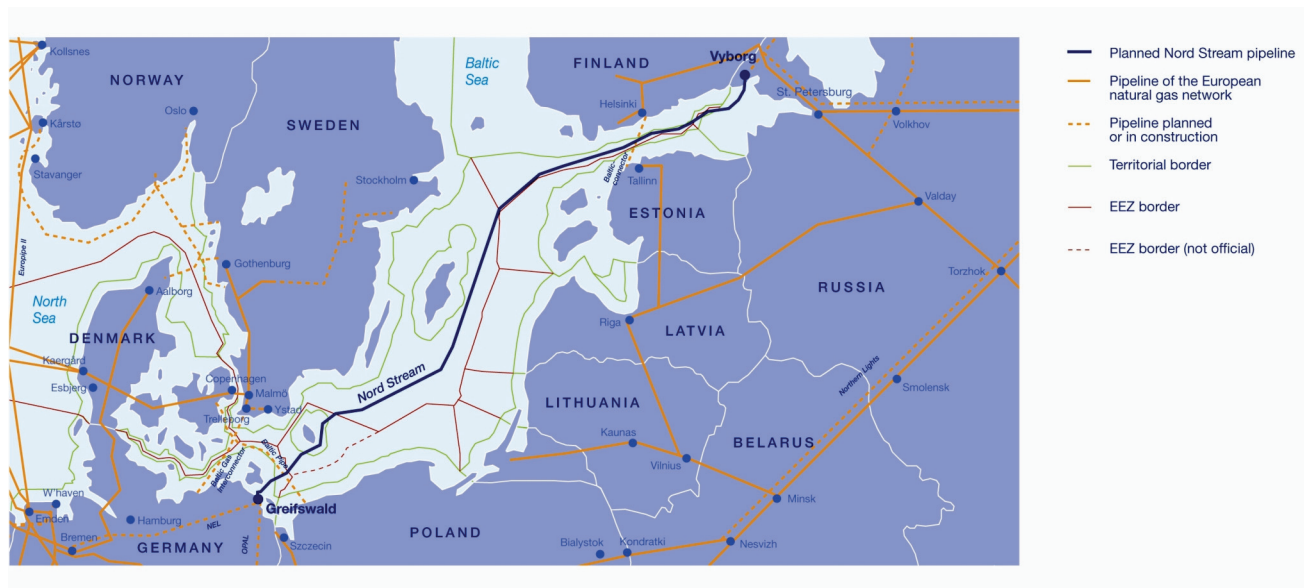 Kollsnes
NORWAY
Oslo
Kårstø
Stavanger
Europipe II
SWEDEN
Stockholm
Baltic
Sea
FINLAND
Vyborg
Helsinki
St. Petersburg
Volkhov
Baltic-
connector
Tallinn
ESTONIA
Valday
Gothenburg
Aalborg
North
Sea
DENMARK
RUSSIA
Torzhok
Riga
LATVIA
Kaergård
Esbjerg
Copenhagen
Malmö
Trelleborg
Ystad
Nord Stream
Northern Lights
Smolensk
LITHUANIA
Kaunas
Vilnius
BELARUS
Minsk
Baltic Gas
Interconnector
Baltic Pipe
W'haven
Emden
Hamburg
Bremen
NEL
GERMANY
OPAL
Greifswald
Szczecin
POLAND
Bialystok
Kondratki
Nesvizh
Planned Nord Stream pipeline
Pipeline of the European
natural gas network
Pipeline planned
or in construction
Territorial border
EEZ border
EEZ border (not official)